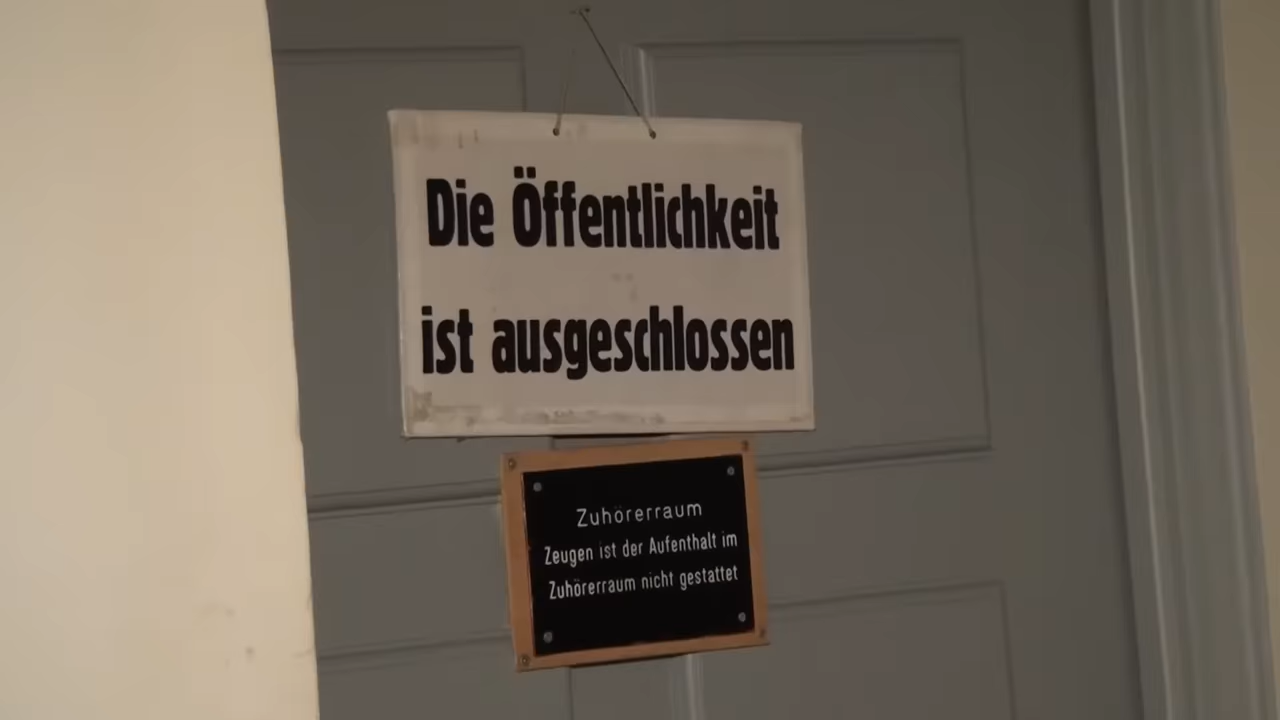 Die Öffentlichkeit
ist ausgeschlossen
Zuhörerraum
Zeugen ist der Aufenthalt im
Zuhörerraum nicht gestattet